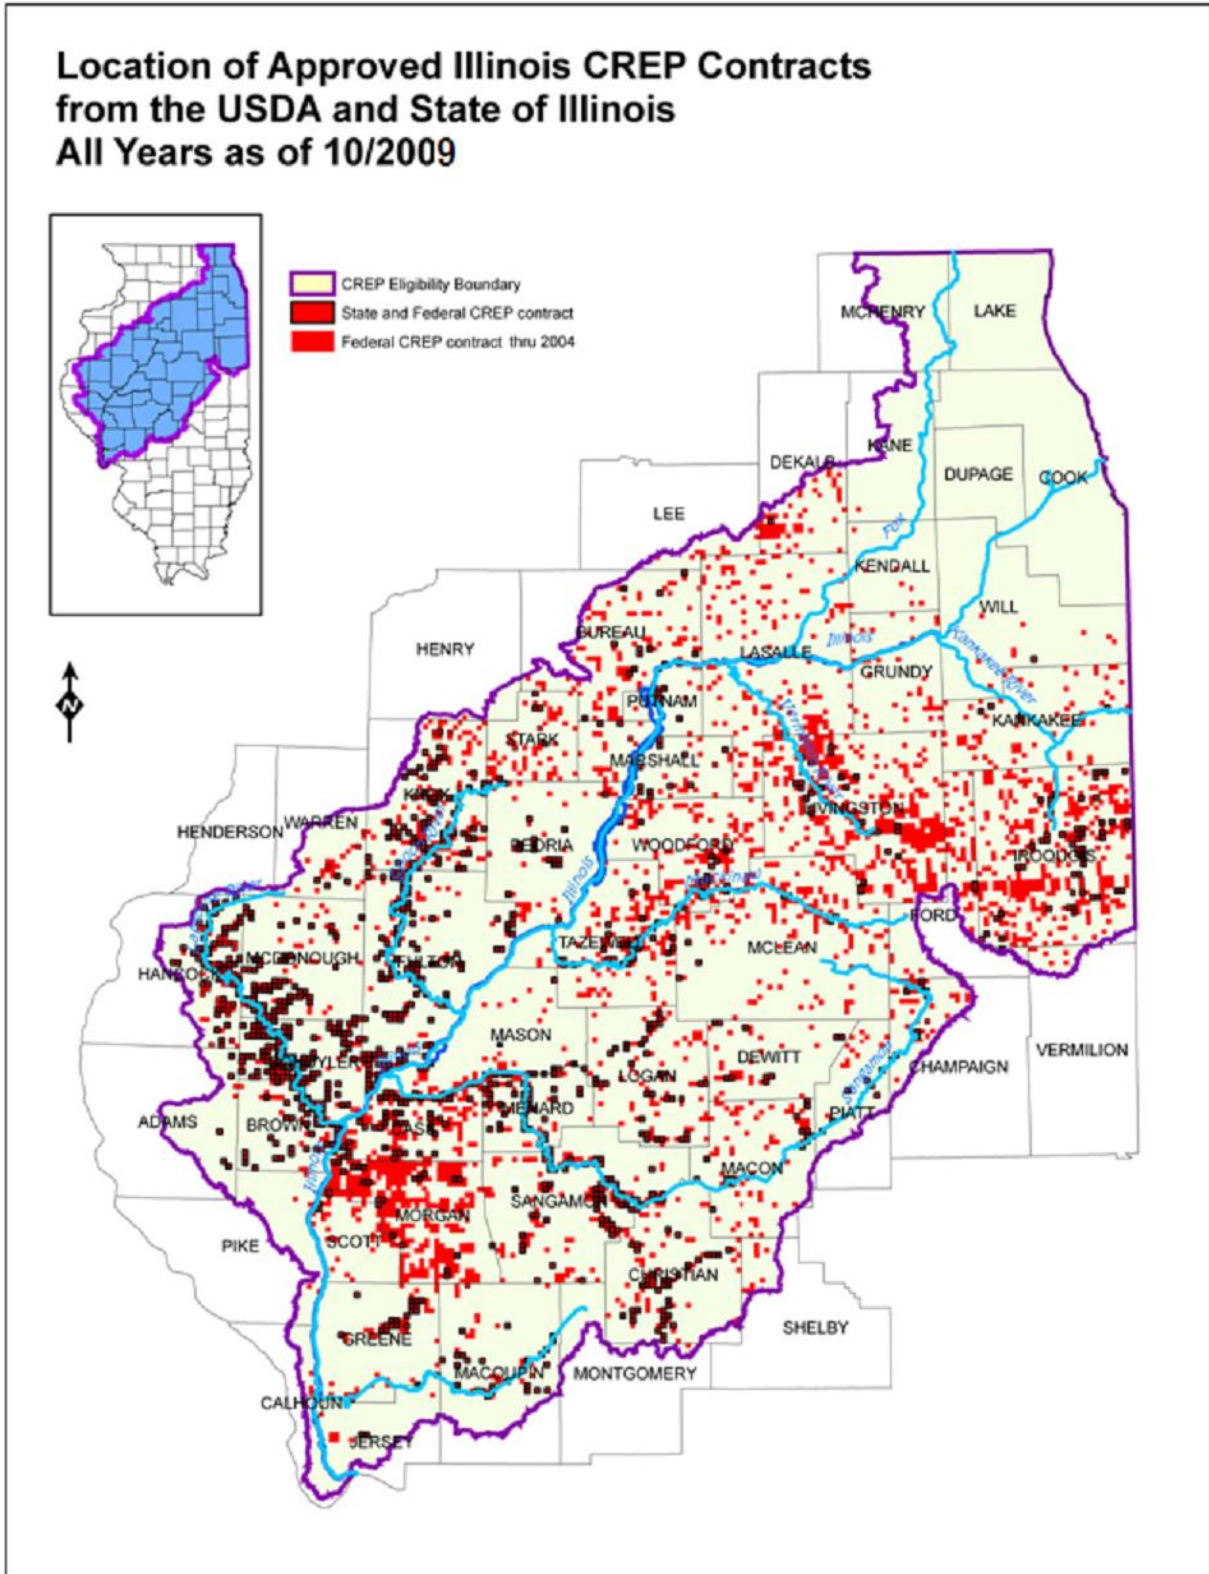 Location of Approved Illinois CREP Contracts
from the USDA and State of Illinois
All Years as of 10/2009
CREP Eligibility Boundary
State and Federal CREP contract
Federal CREP contract thru 2004
N
MCHENRY
LAKE
KANE
DEKALB
DUPAGE
COOK
LEE
Fox
KENDALL
WILL
BUREAU
HENRY
LASALLE
Illinois
GRUNDY
Kankakee River
PUTNAM
KANKAKEE
STARK
MARSHALL
KNOX
LIVINGSTON
HENDERSON
WARREN
PEORIA
WOODFORD
IROQUOIS
Illinois
Mackinaw
River
FORD
TAZEWELL
MCLEAN
MCDONOUGH
FULTON
HANCOCK
MASON
DEWITT
VERMILION
LOGAN
CHAMPAIGN
Sangamon
MENARD
PIATT
ADAMS
BROWN
CASS
MACON
Illinois
SANGAMON
MORGAN
SCOTT
PIKE
CHRISTIAN
GREENE
SHELBY
MACOUPIN
MONTGOMERY
CALHOUN
JERSEY